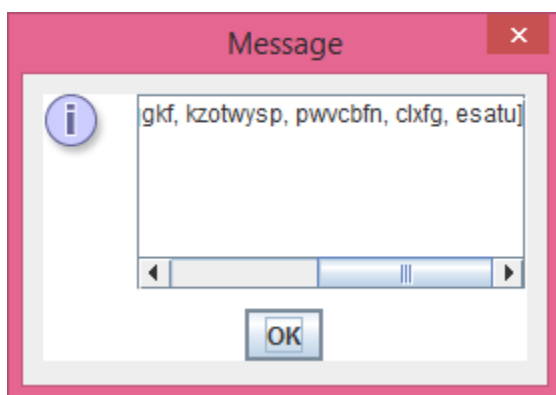 Message
gkf, kzotwysp, pwvcbfn, clxfg, esatu]
OK